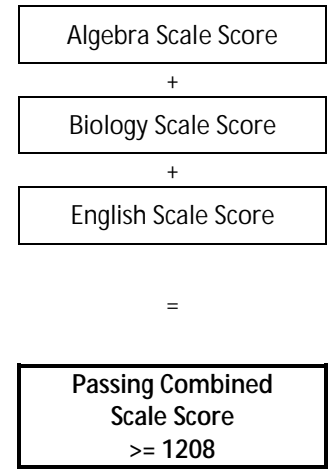 Algebra Scale Score
+
Biology Scale Score
+
English Scale Score
=
Passing Combined
Scale Score
>= 1208